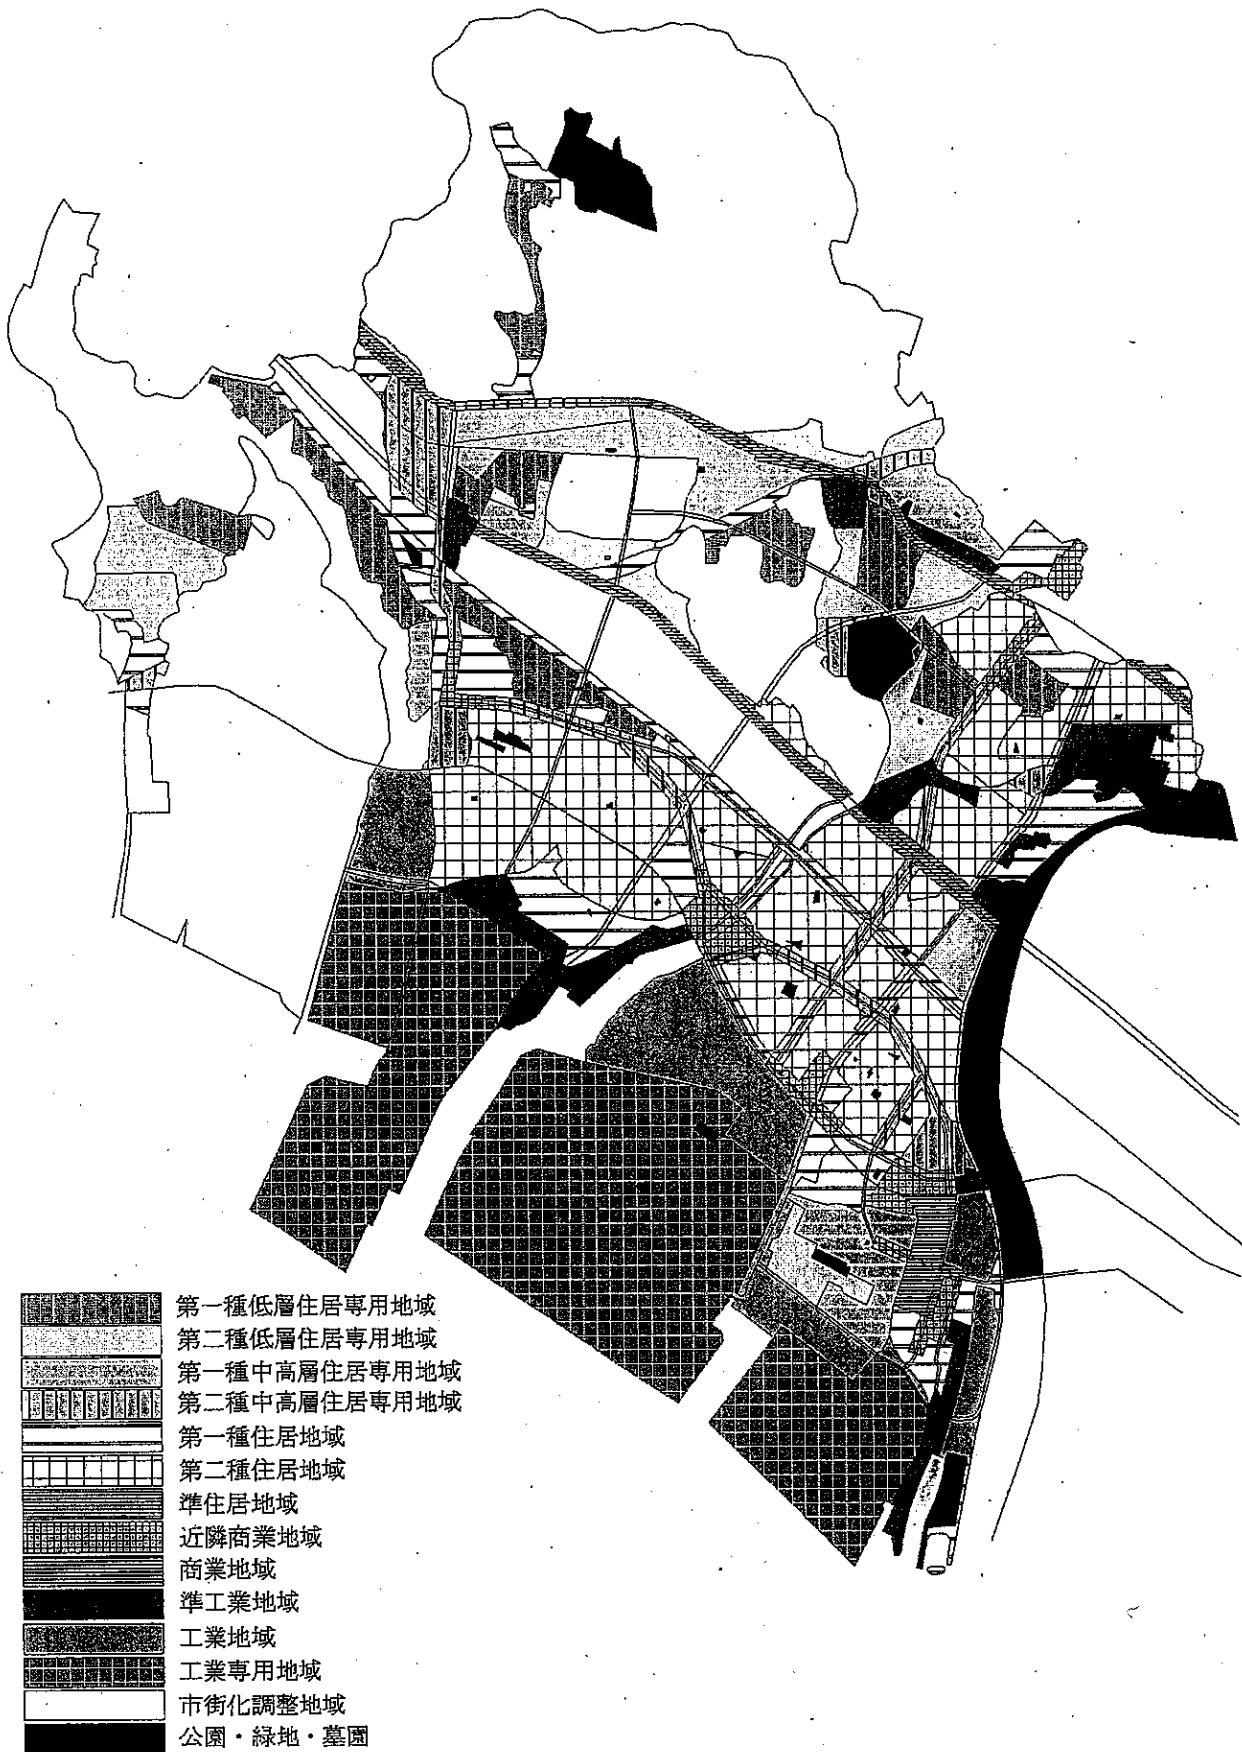 第一種低層住居専用地域
第二種低層住居専用地域
第一種中高層住居専用地域
第二種中高層住居専用地域
第一種住居地域
第二種住居地域
準住居地域
近隣商業地域
商業地域
準工業地域
工業地域
工業専用地域
市街化調整地域
公園・緑地・墓園